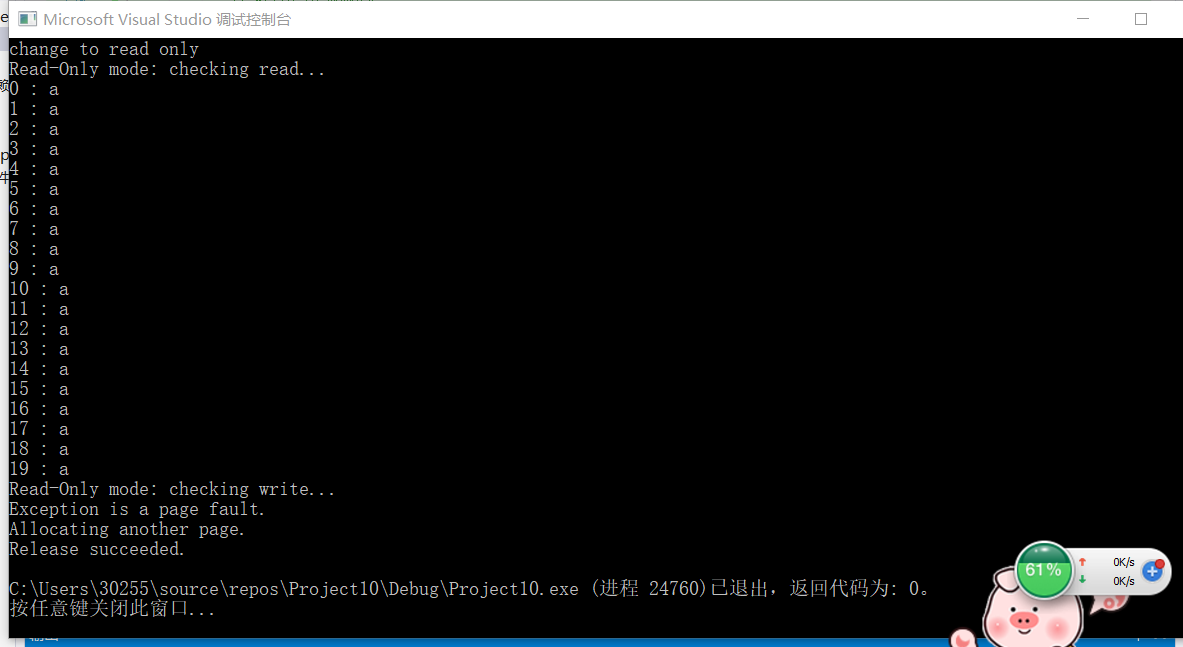 Microsoft Visual Studio 调试控制台
change to read only
Read-Only mode: checking read...
0 : a
1 : a
2 : a
3 : a
4 : a
5 : a
6 : a
7 : a
8 : a
9 : a
10 : a
11 : a
12 : a
13 : a
14 : a
15 : a
16 : a
17 : a
18 : a
19 : a
Read-Only mode: checking write...
Exception is a page fault.
Allocating another page.
Release succeeded.
C:\Users\30255\source\repos\Project10\Debug\Project10.exe (进程 24760)已退出，返回代码为: 0。
按任意键关闭此窗口...
61%
0K/s
0K/s